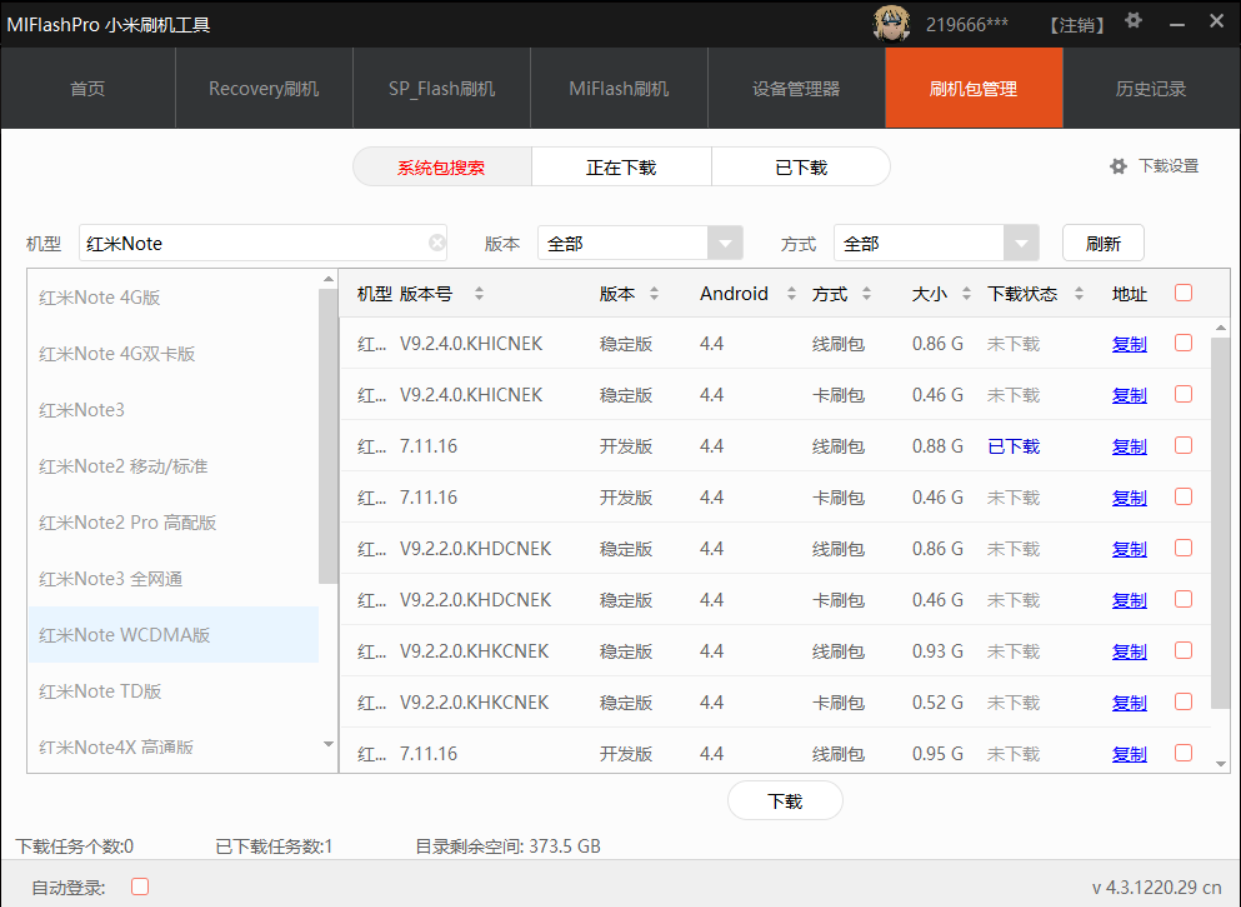 MIFlashPro 小米刷机工具
219666***
【注销】
首页
Recovery刷机
SP_Flash刷机
MiFlash刷机
设备管理器
刷机包管理
历史记录
系统包搜索
正在下载
已下载
下载设置
机型 红米Note 版本 全部 方式 全部 刷新
红米Note 4G版
红米Note 4G双卡版
红米Note3
红米Note2 移动/标准
红米Note2 Pro 高配版
红米Note3 全网通
红米Note WCDMA版
红米Note TD版
红米Note4X 高通版
机型 版本号 版本 Android 方式 大小 下载状态 地址
红... V9.2.4.0.KHICNEK 稳定版 4.4 线刷包 0.86 G 未下载 复制
红... V9.2.4.0.KHICNEK 稳定版 4.4 卡刷包 0.46 G 未下载 复制
红... 7.11.16 开发版 4.4 线刷包 0.88 G 已下载 复制
红... 7.11.16 开发版 4.4 卡刷包 0.46 G 未下载 复制
红... V9.2.2.0.KHDCNEK 稳定版 4.4 线刷包 0.86 G 未下载 复制
红... V9.2.2.0.KHDCNEK 稳定版 4.4 卡刷包 0.46 G 未下载 复制
红... V9.2.2.0.KHKCNEK 稳定版 4.4 线刷包 0.93 G 未下载 复制
红... V9.2.2.0.KHKCNEK 稳定版 4.4 卡刷包 0.52 G 未下载 复制
红... 7.11.16 开发版 4.4 线刷包 0.95 G 未下载 复制
下载
下载任务个数:0 已下载任务数:1 目录剩余空间: 373.5 GB
自动登录: v 4.3.1220.29 cn